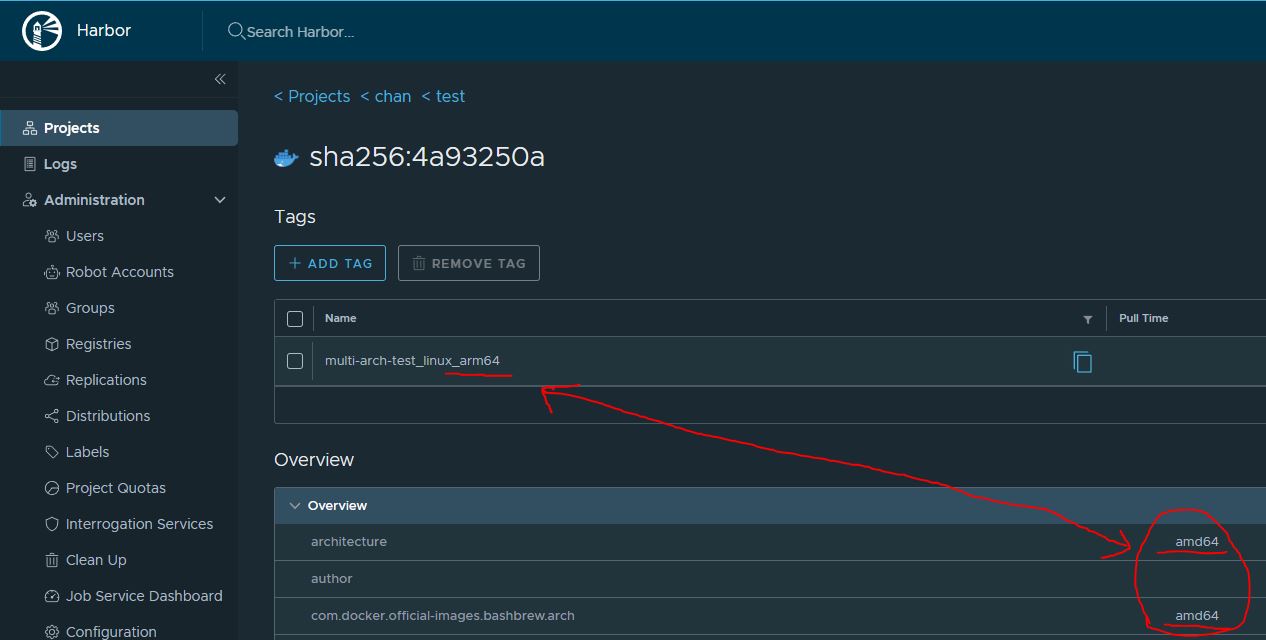 Harbor
Search Harbor...
Projects
Logs
Administration
Users
Robot Accounts
Groups
Registries
Replications
Distributions
Labels
Project Quotas
Interrogation Services
Clean Up
Job Service Dashboard
Configuration
< Projects < chan < test
sha256:4a93250a
Tags
+ ADD TAG REMOVE TAG
Name Pull Time
multi-arch-test_linux_arm64
Overview
Overview
architecture amd64
author
com.docker.official-images.bashbrew.arch amd64